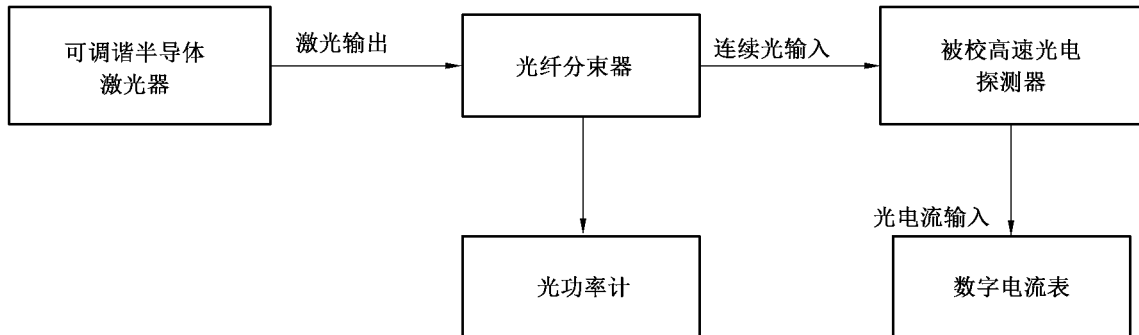 可调谐半导体
激光器
激光输出
光纤分束器
连续光输入
被校高速光电
探测器
光电流输入
光功率计
数字电流表